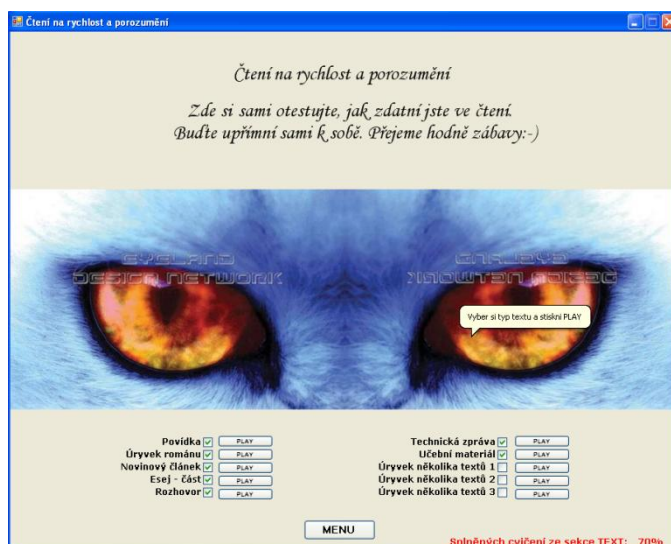 Čtení na rychlost a porozumění
Čtení na rychlost a porozumění
Zde si sami otestujte, jak zdatní jste ve čtení.
Buďte upřímní sami k sobě. Přejeme hodně zábavy:-)
DESIGN NETWORK
Vyber si typ textu a stiskni PLAY
Povídka PLAY
Úryvek románu PLAY
Novinový článek PLAY
Esej - část PLAY
Rozhovor PLAY
Technická zpráva PLAY
Učební materiál PLAY
Úryvek několika textů 1 PLAY
Úryvek několika textů 2 PLAY
Úryvek několika textů 3 PLAY
MENU
Splněných cvičení ze sekce TEXT: 70%